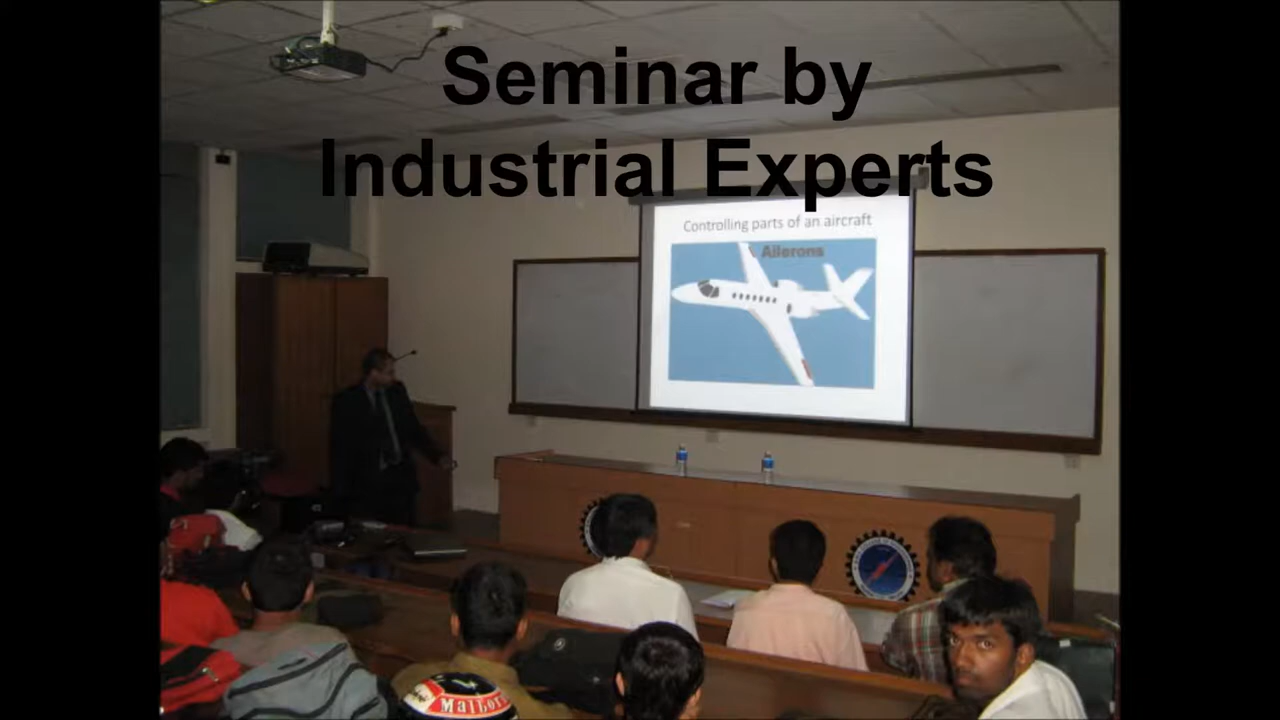 Seminar by
Industrial Experts
Controlling parts of an aircraft
Ailerons